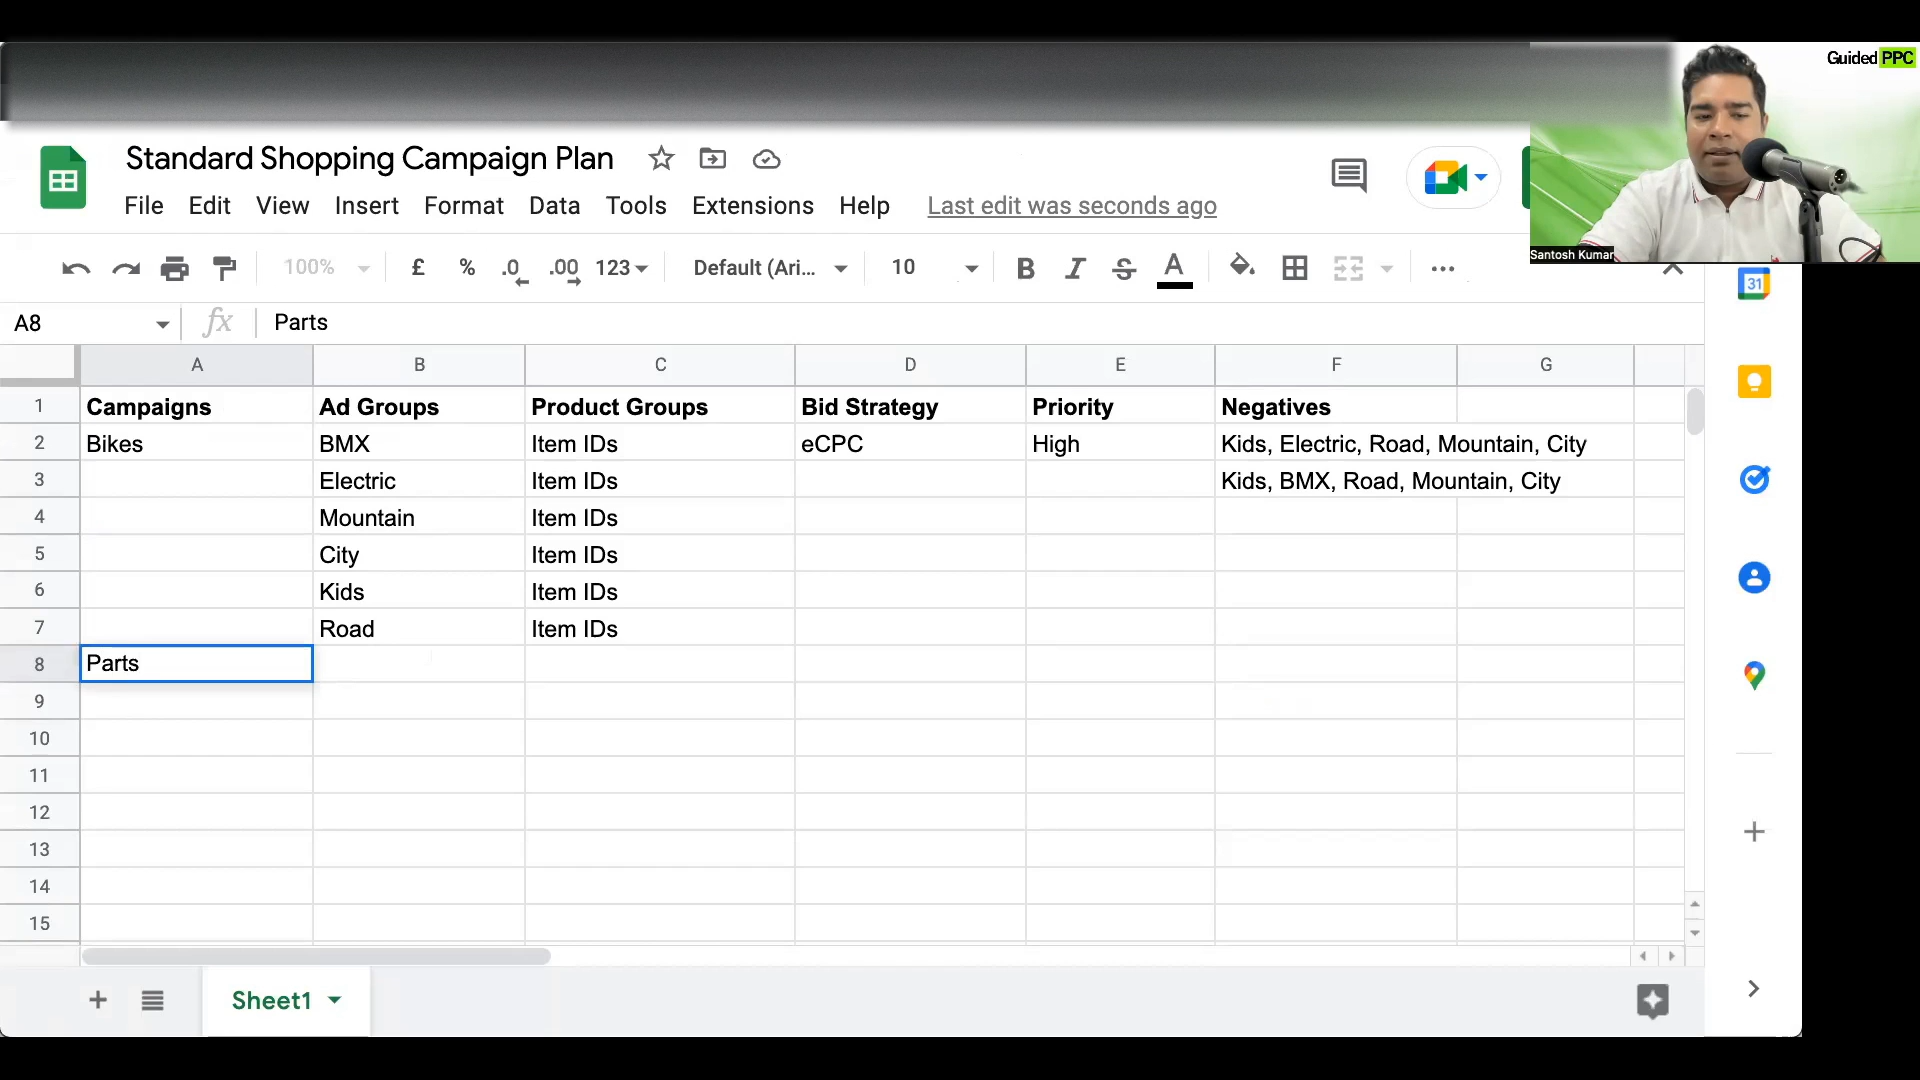 Guided PPC
Standard Shopping Campaign Plan
File Edit View Insert Format Data Tools Extensions Help Last edit was seconds ago
Santosh Kumar
100% £ % .0 .00 123 Default (Ari... 10 B I S A
31
A8 fx Parts
A B C D E F G
1 Campaigns Ad Groups Product Groups Bid Strategy Priority Negatives
2 Bikes BMX Item IDs eCPC High Kids, Electric, Road, Mountain, City
3 Electric Item IDs Kids, BMX, Road, Mountain, City
4 Mountain Item IDs
5 City Item IDs
6 Kids Item IDs
7 Road Item IDs
8 Parts
9
10
11
12
13
14
15
Sheet1